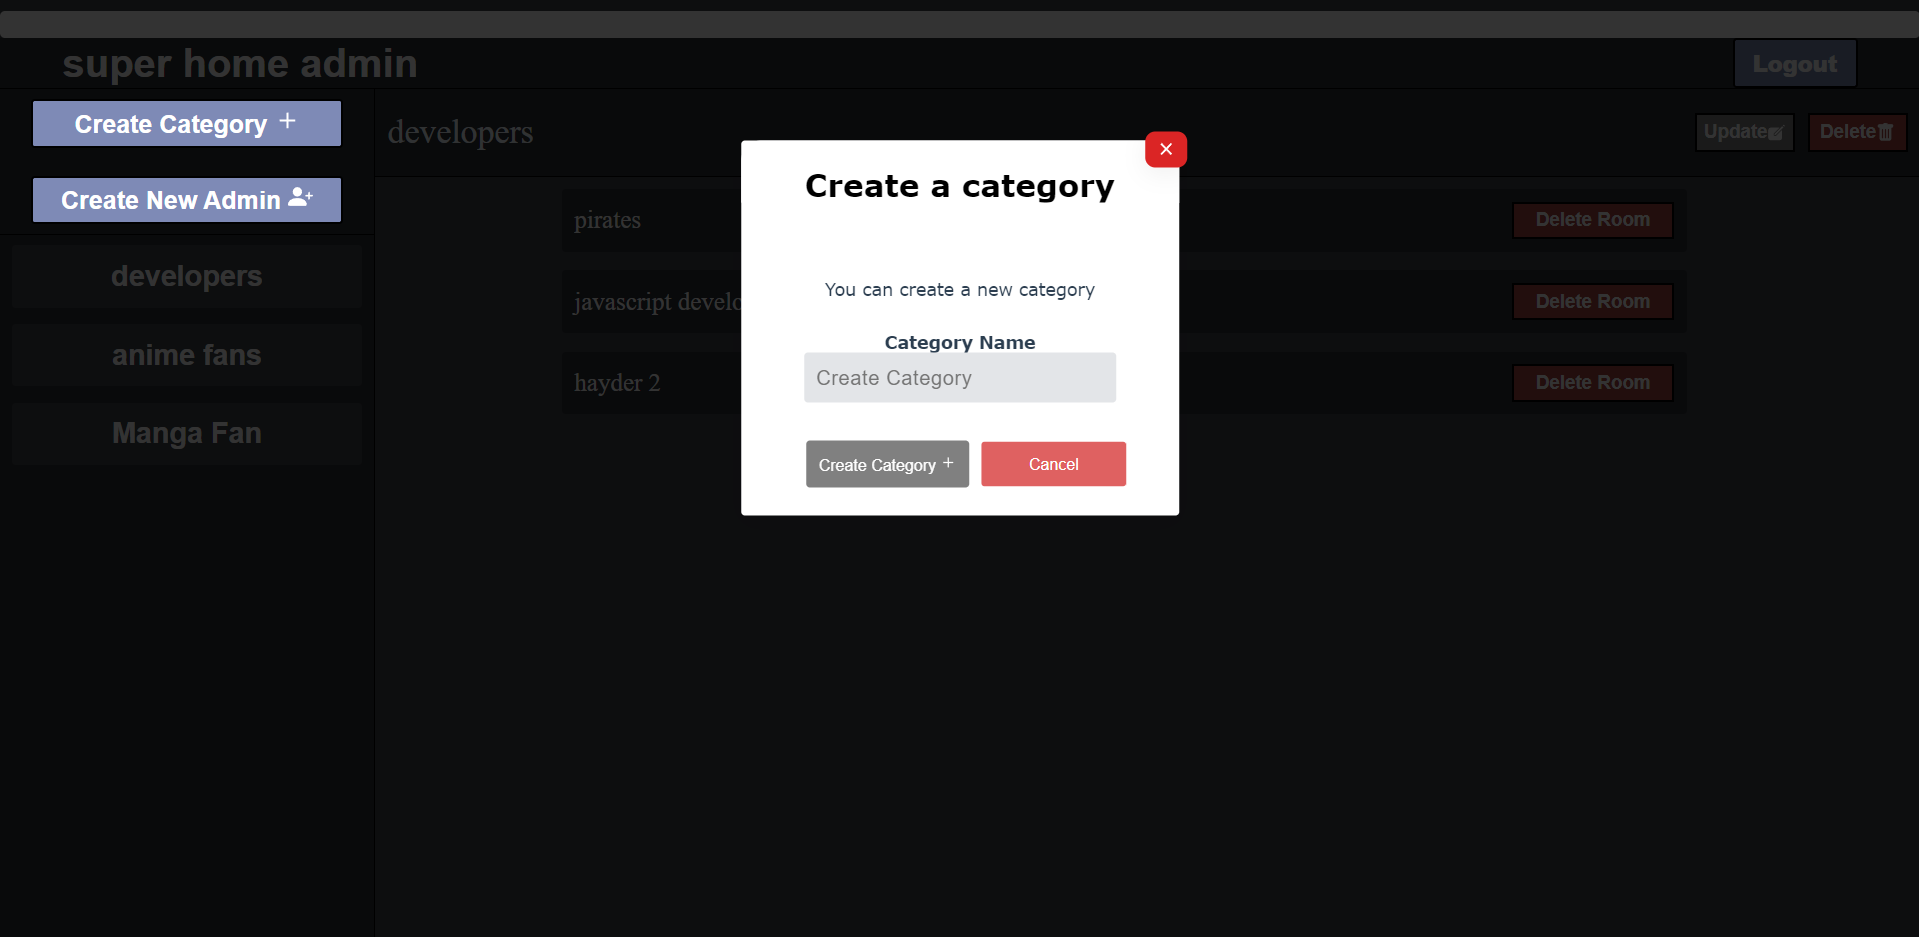 super home admin
Logout
Create Category +
Create New Admin
developers
anime fans
Manga Fan
developers
Update
Delete
pirates
Delete Room
javascript develo
Delete Room
hayder 2
Delete Room
×
Create a category
You can create a new category
Category Name
Create Category
Create Category +
Cancel